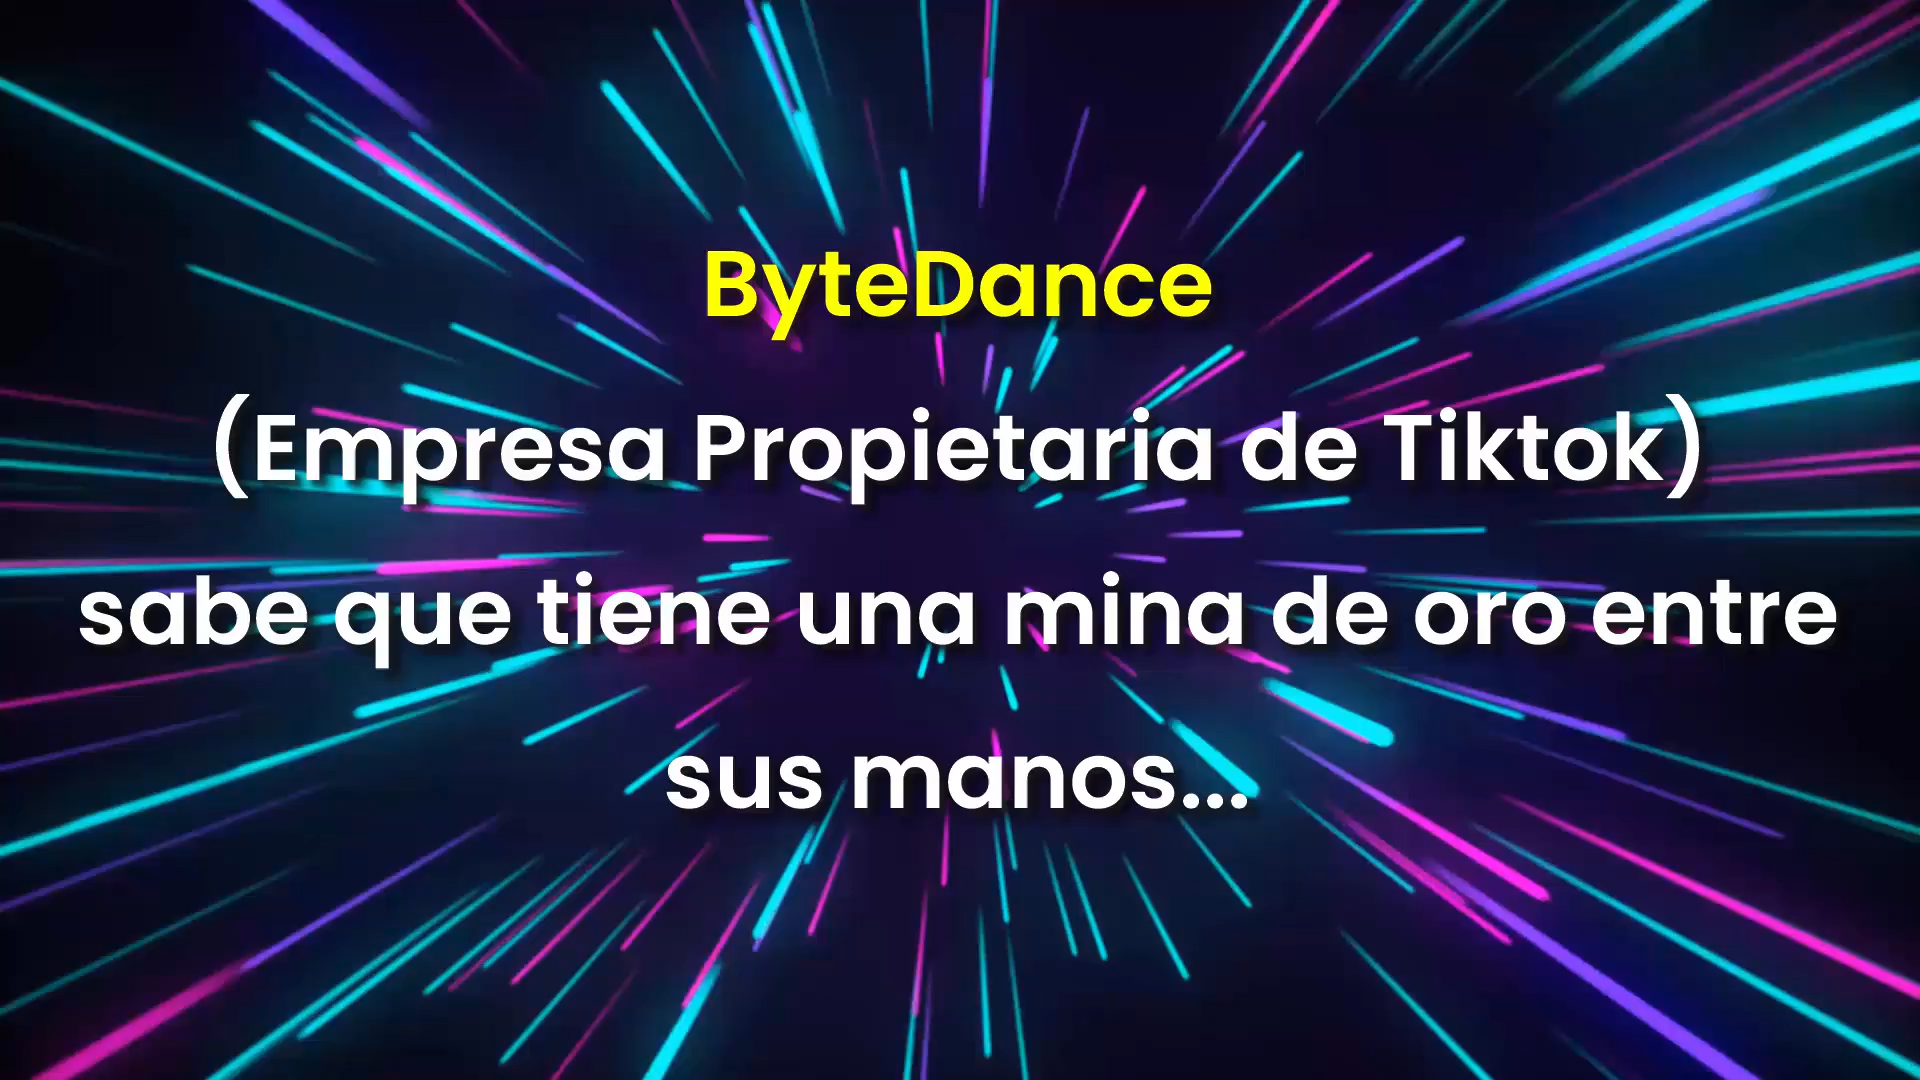 ByteDance
(Empresa Propietaria de Tiktok)
sabe que tiene una mina de oro entre
sus manos...